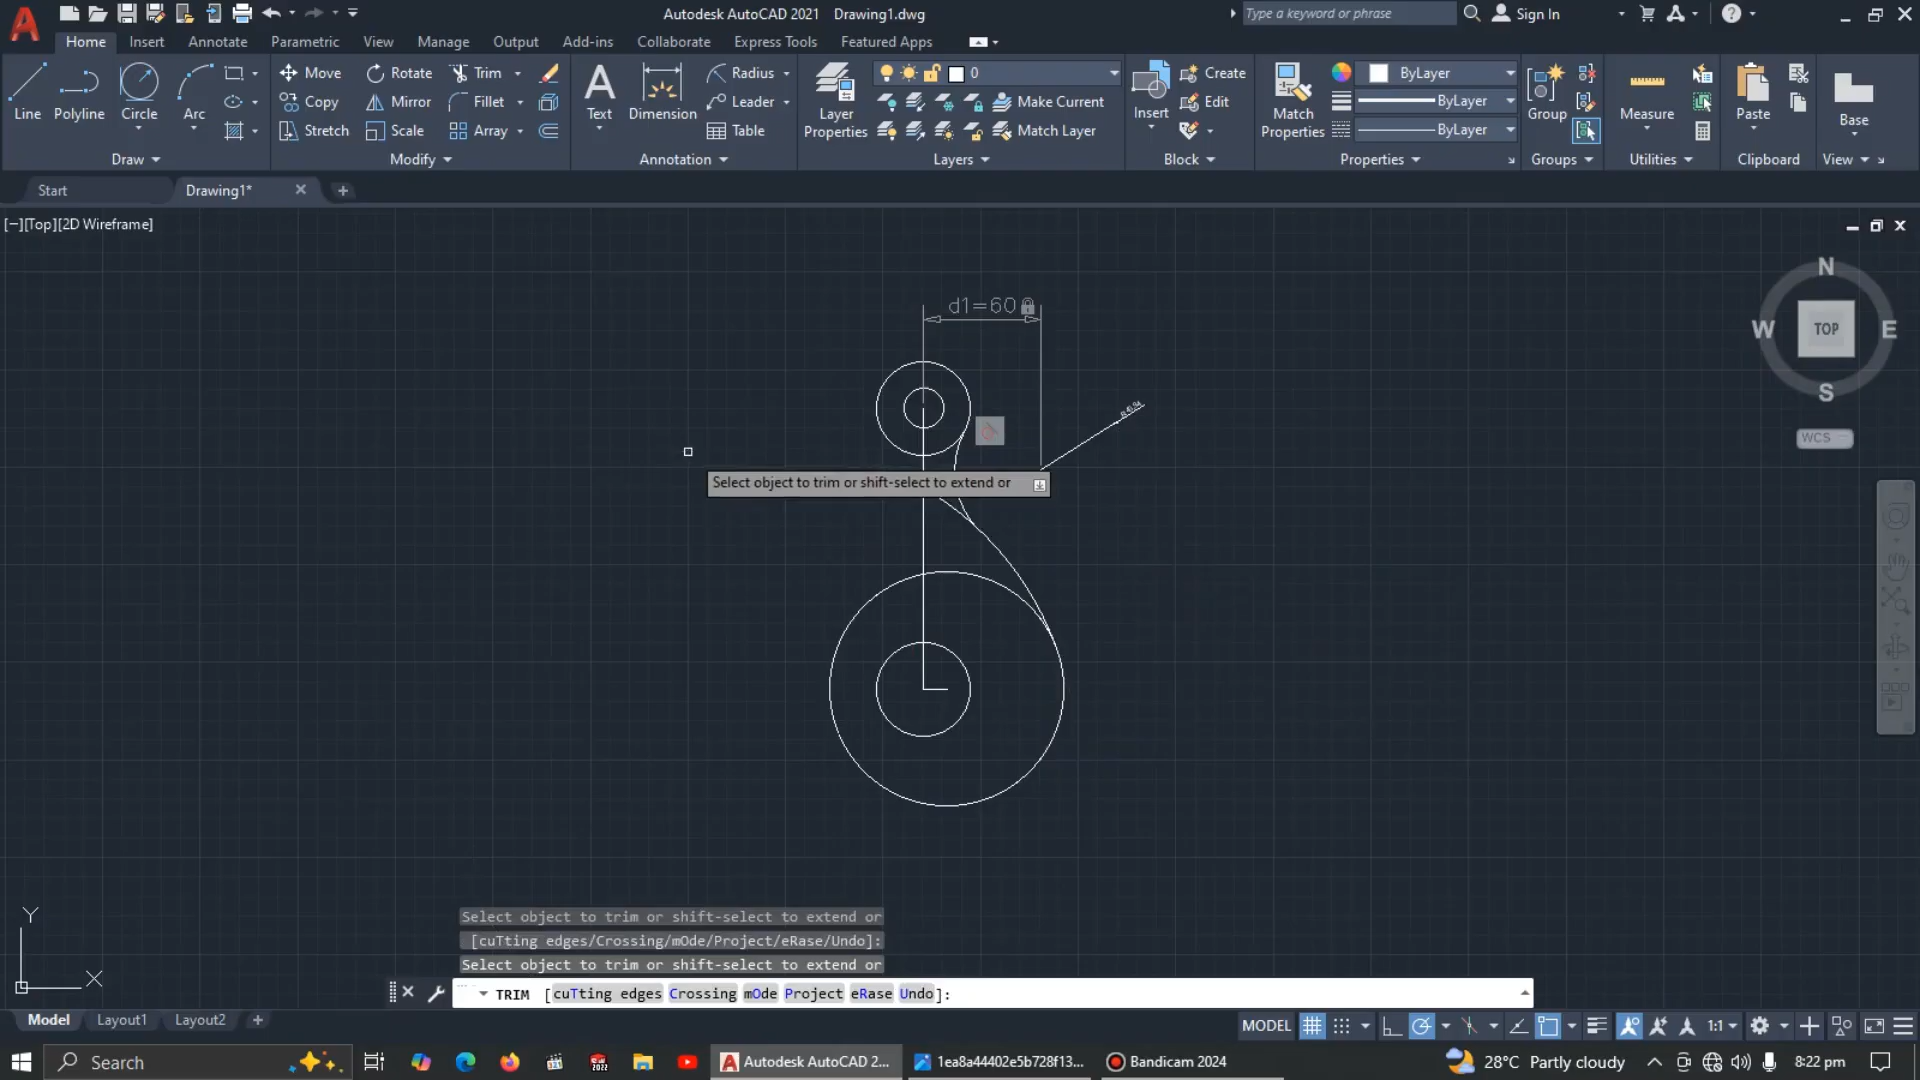 Autodesk AutoCAD 2021 Drawing1.dwg
Type a keyword or phrase
Sign In
Home Insert Annotate Parametric View Manage Output Add-ins Collaborate Express Tools Featured Apps
Line Polyline Circle Arc
Draw
Move Rotate Trim
Copy Mirror Fillet
Stretch Scale Array
Modify
Text Dimension
Radius
Leader
Table
Annotation
Layer Properties
0
Make Current
Match Layer
Layers
Insert
Create
Edit
Block
Match Properties
ByLayer
ByLayer
ByLayer
Properties
Group
Groups
Measure
Utilities
Paste
Clipboard
Base
View
Start Drawing1*
[−][Top][2D Wireframe]
N
W TOP E
S
WCS
d1=60
Select object to trim or shift-select to extend or
Y
X
Select object to trim or shift-select to extend or
[cuTting edges/Crossing/mOde/Project/eRase/Undo]:
Select object to trim or shift-select to extend or
TRIM [cuTting edges Crossing mOde Project eRase Undo]:
Model Layout1 Layout2
MODEL
1:1
Search
2022
Autodesk AutoCAD 2...
1ea8a44402e5b728f13...
Bandicam 2024
28°C Partly cloudy
8:22 pm